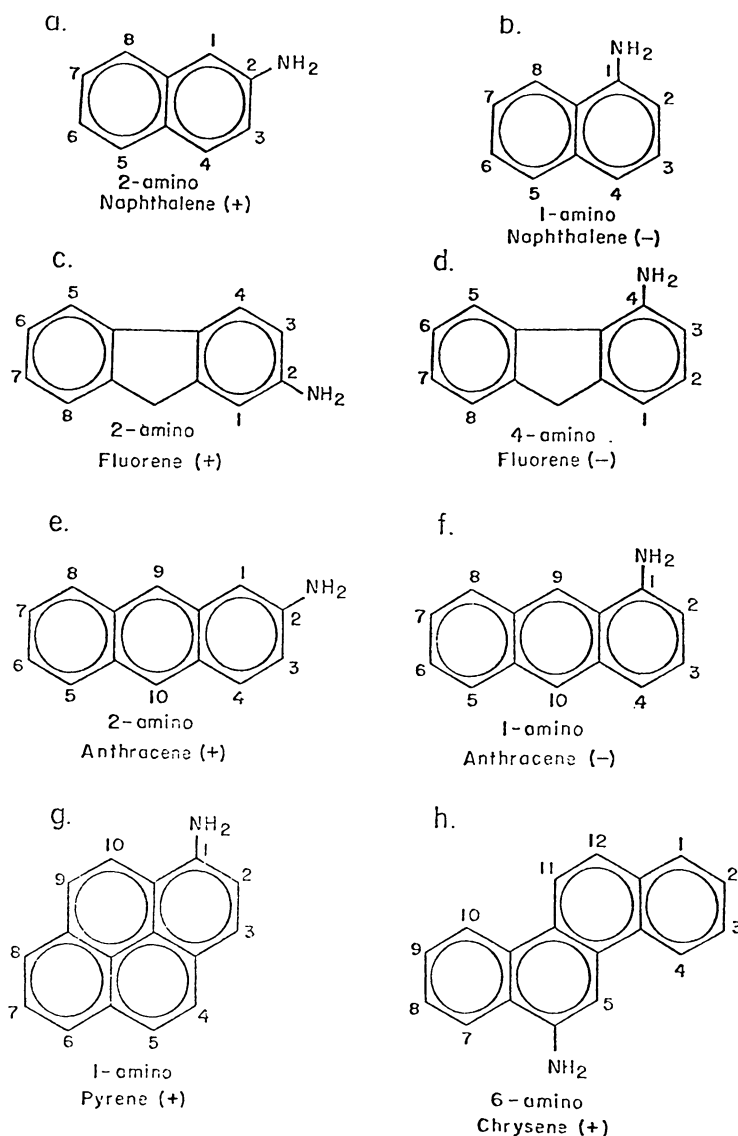 a.
8
1
7
2
NH2
6
3
5
4
2-amino
Naphthalene (+)
b.
NH2
1
8
2
7
6
3
5
4
1-amino
Naphthalene (-)
c.
5
4
6
3
7
2
NH2
8
1
2-amino
Fluorene (+)
d.
NH2
4
5
6
3
7
2
8
1
4-amino
Fluorene (-)
e.
8
9
1
NH2
7
2
6
3
5
10
4
2-amino
Anthracene (+)
f.
NH2
1
8
9
7
2
6
3
5
10
4
1-amino
Anthracene (-)
g.
NH2
10
1
9
2
3
8
7
4
6
5
1-amino
Pyrene (+)
h.
12
1
11
2
10
3
9
4
8
5
7
NH2
6-amino
Chrysene (+)